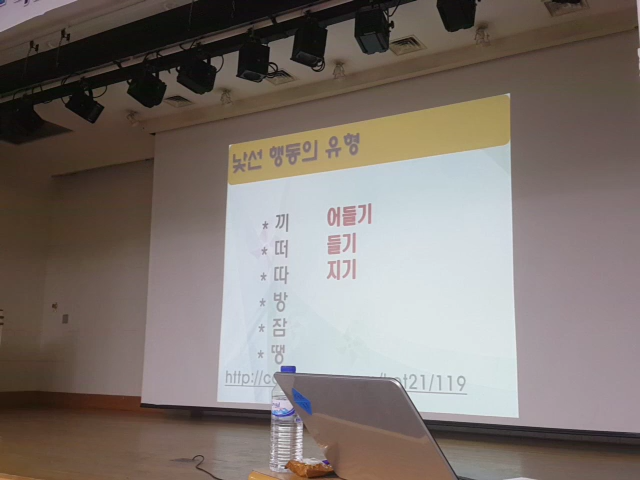 낯선 행동의 유형
* 끼 어들기
* 떠 들기
* 따 지기
* 방
* 잠
* 땡
21/119